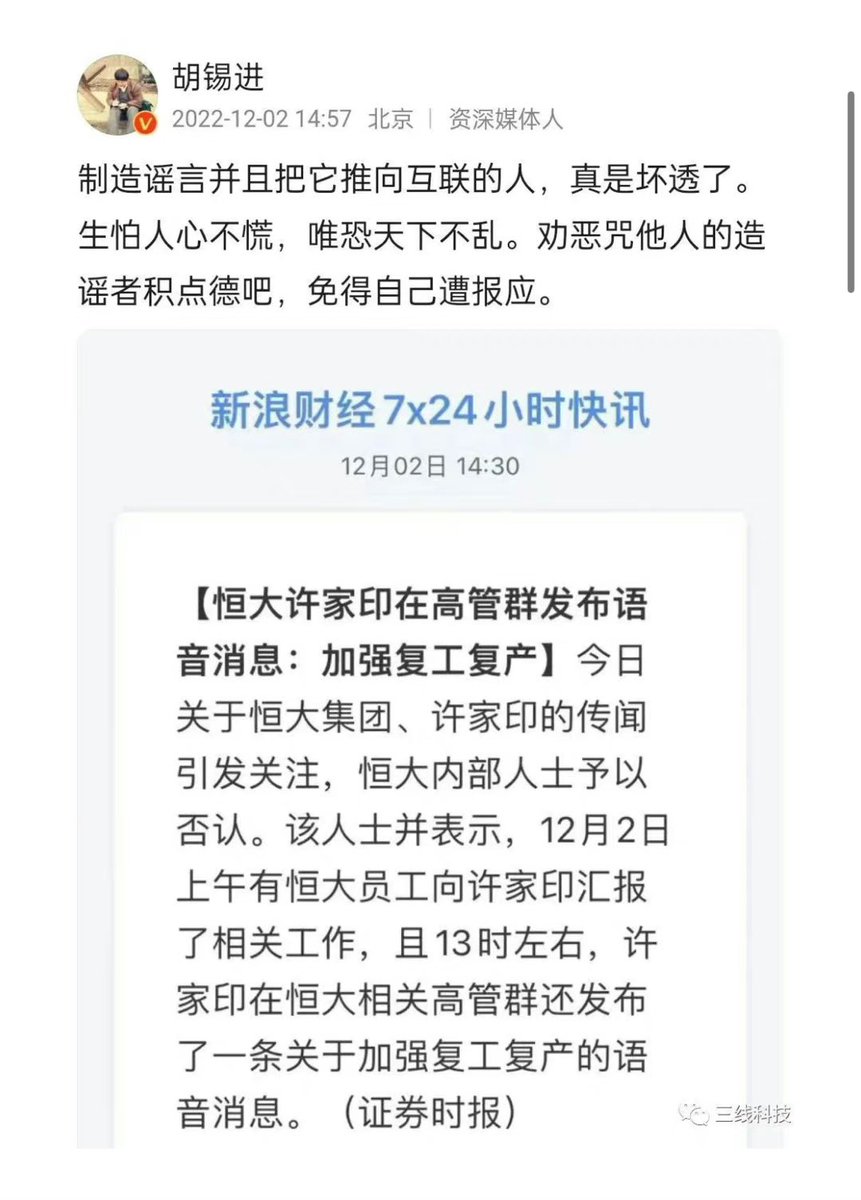 胡锡进
2022-12-02 14:57 北京 | 资深媒体人
制造谣言并且把它推向互联的人，真是坏透了。
生怕人心不慌，唯恐天下不乱。劝恶咒他人的造
谣者积点德吧，免得自己遭报应。
新浪财经7x24小时快讯
12月02日 14:30
【恒大许家印在高管群发布语
音消息：加强复工复产】今日
关于恒大集团、许家印的传闻
引发关注，恒大内部人士予以
否认。该人士并表示，12月2日
上午有恒大员工向许家印汇报
了相关工作，且13时左右，许
家印在恒大相关高管群还发布
了一条关于加强复工复产的语
音消息。（证券时报）
三线科技